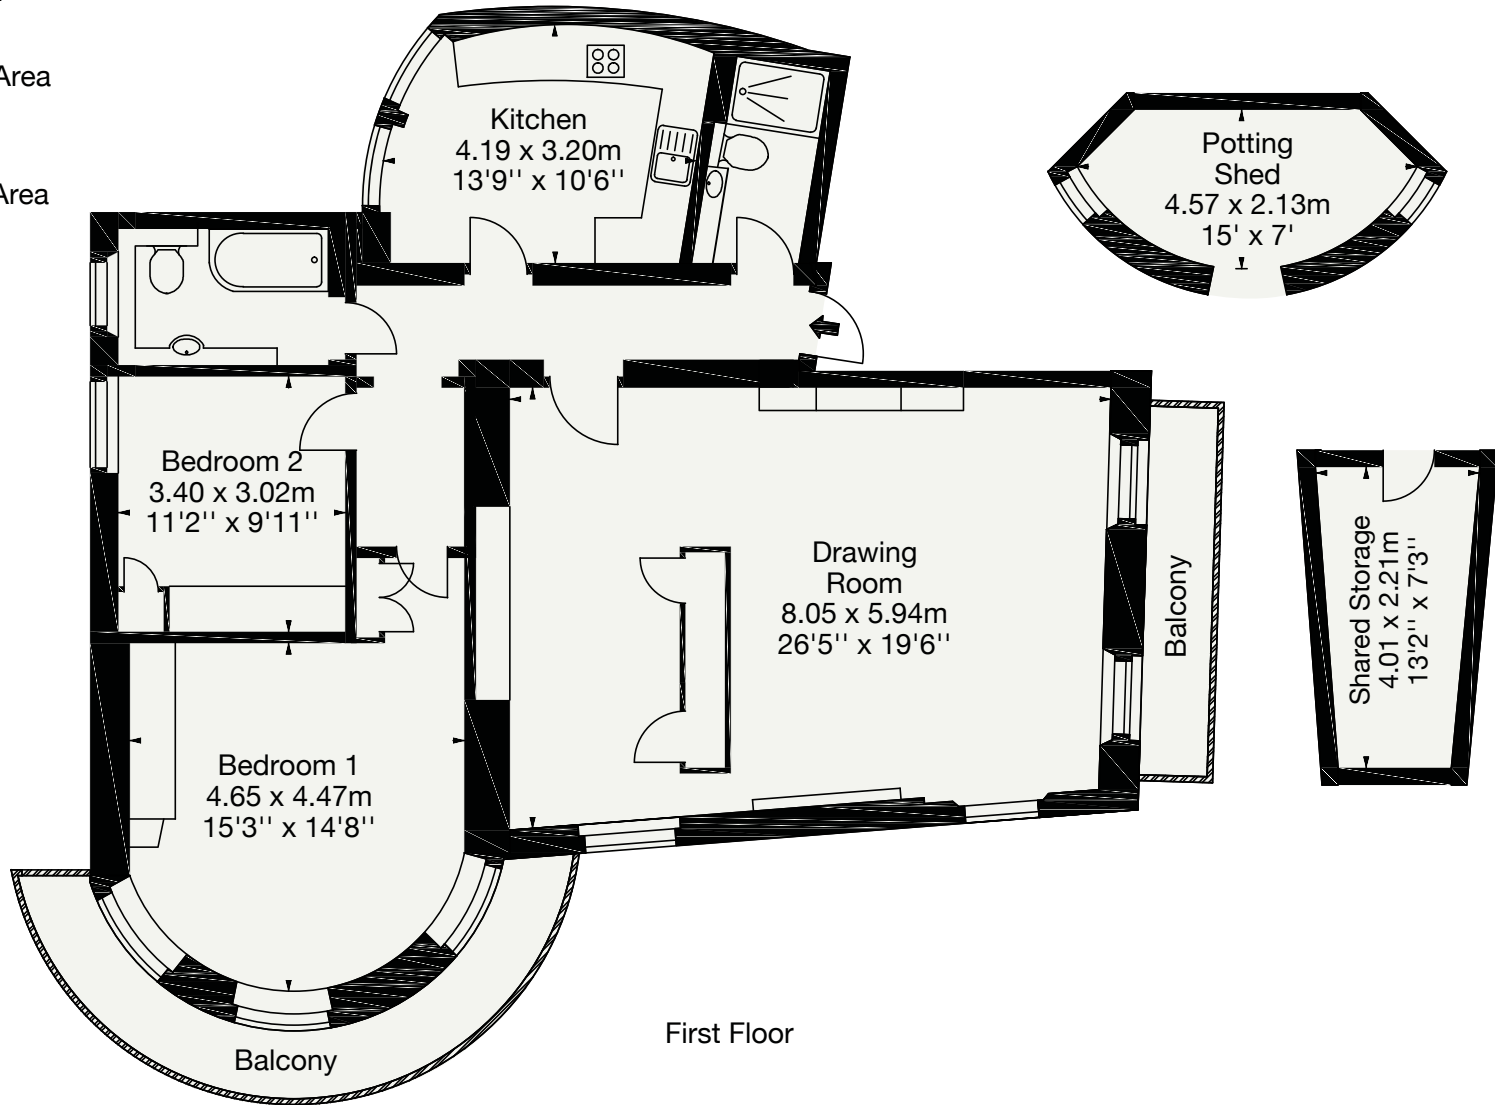 Area
Area
Kitchen
4.19 x 3.20m
13'9'' x 10'6''
Potting
Shed
4.57 x 2.13m
15' x 7'
Bedroom 2
3.40 x 3.02m
11'2'' x 9'11''
Drawing
Room
8.05 x 5.94m
26'5'' x 19'6''
Balcony
Shared Storage
4.01 x 2.21m
13'2'' x 7'3''
Bedroom 1
4.65 x 4.47m
15'3'' x 14'8''
First Floor
Balcony